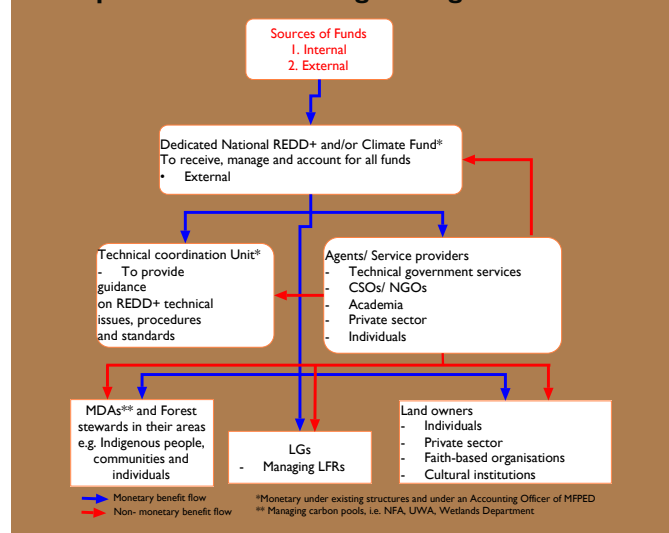 Sources of Funds
1. Internal
2. External
Dedicated National REDD+ and/or Climate Fund*
To receive, manage and account for all funds
• External
Technical coordination Unit*
- To provide
guidance
on REDD+ technical
issues, procedures
and standards
Agents/ Service providers
- Technical government services
- CSOs/ NGOs
- Academia
- Private sector
- Individuals
MDAs** and Forest
stewards in their areas
e.g. Indigenous people,
communities and
individuals
LGs
- Managing LFRs
Land owners
- Individuals
- Private sector
- Faith-based organisations
- Cultural institutions
Monetary benefit flow
Non- monetary benefit flow
*Monetary under existing structures and under an Accounting Officer of MFPED
** Managing carbon pools, i.e. NFA, UWA, Wetlands Department